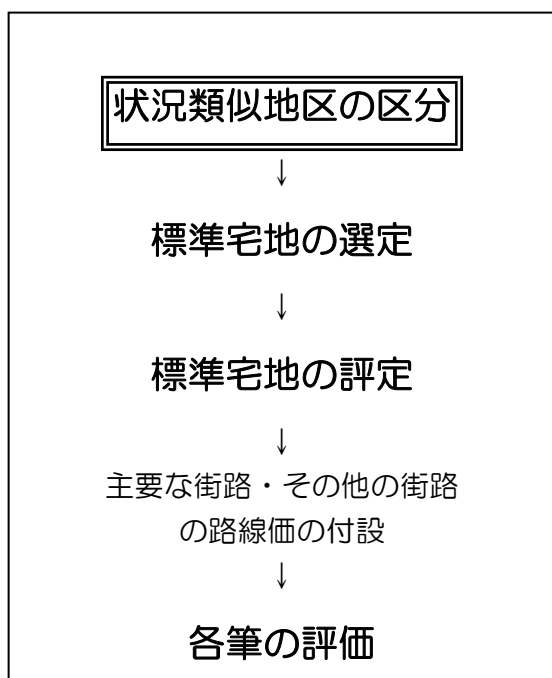 状況類似地区の区分
↓
標準宅地の選定
↓
標準宅地の評定
↓
主要な街路・その他の街路
の路線価の付設
↓
各筆の評価